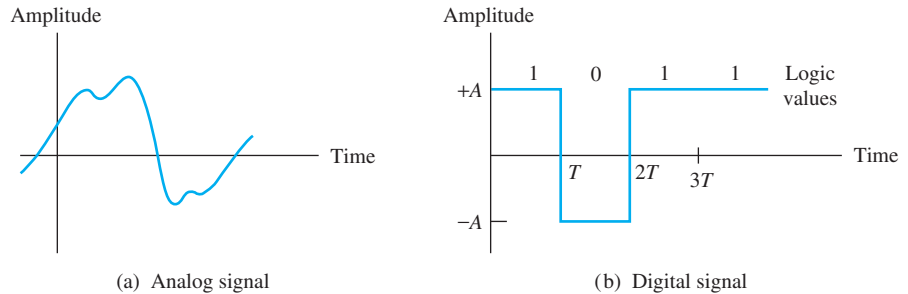 Amplitude
Time
(a) Analog signal
Amplitude
1 0 1 1
Logic
values
+A
T 2T 3T
Time
−A
(b) Digital signal